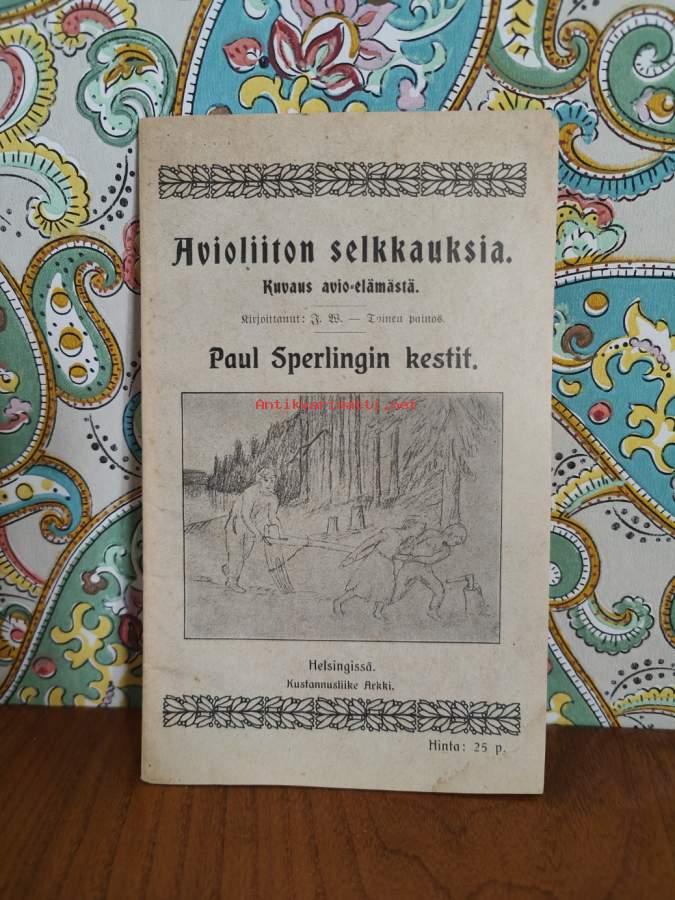 Avioliiton selkkauksia.
Kuvaus avio-elämästä.
Kirjoittanut: J. W. — Toinen painos.
Paul Sperlingin kestit.
Antikvariaatti.net
Helsingissä.
Kustannusliike Arkki.
Hinta: 25 p.